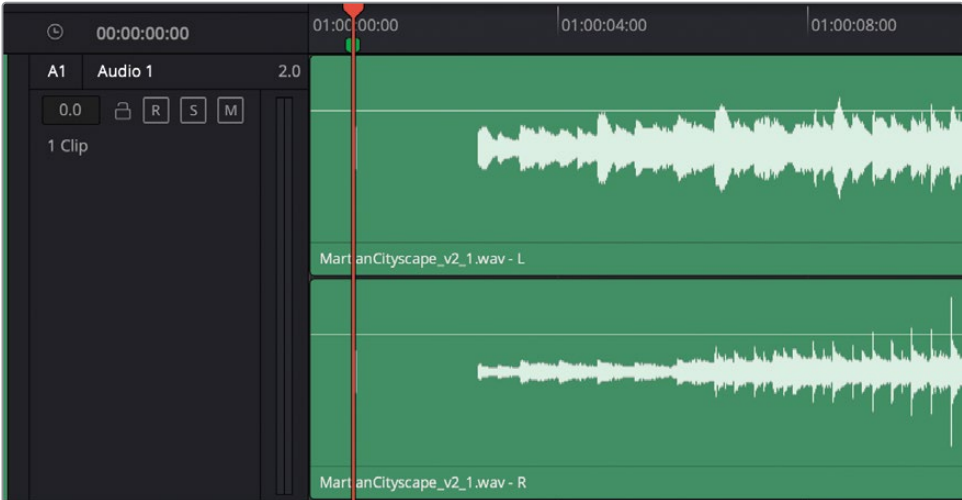 00:00:00:00
01:00:00:00 01:00:04:00 01:00:08:00
A1 Audio 1 2.0
0.0 R S M
1 Clip
MartianCityscape_v2_1.wav - L
MartianCityscape_v2_1.wav - R